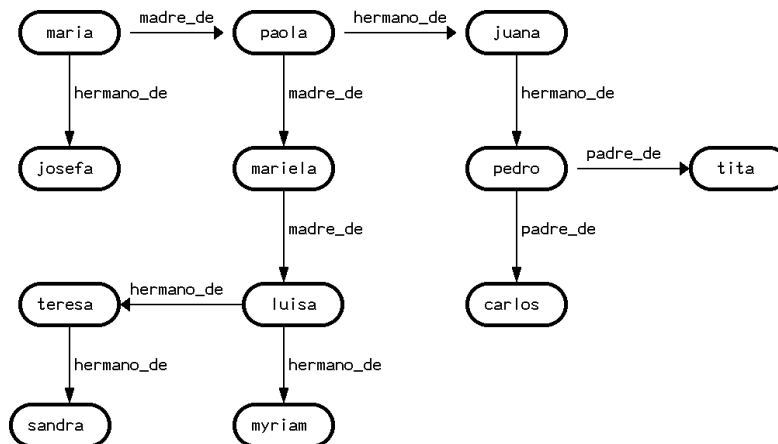 maria
madre_de
paola
hermano_de
juana
hermano_de
madre_de
hermano_de
josefa
mariela
pedro
padre_de
tita
madre_de
padre_de
teresa
hermano_de
luisa
carlos
hermano_de
hermano_de
sandra
myriam